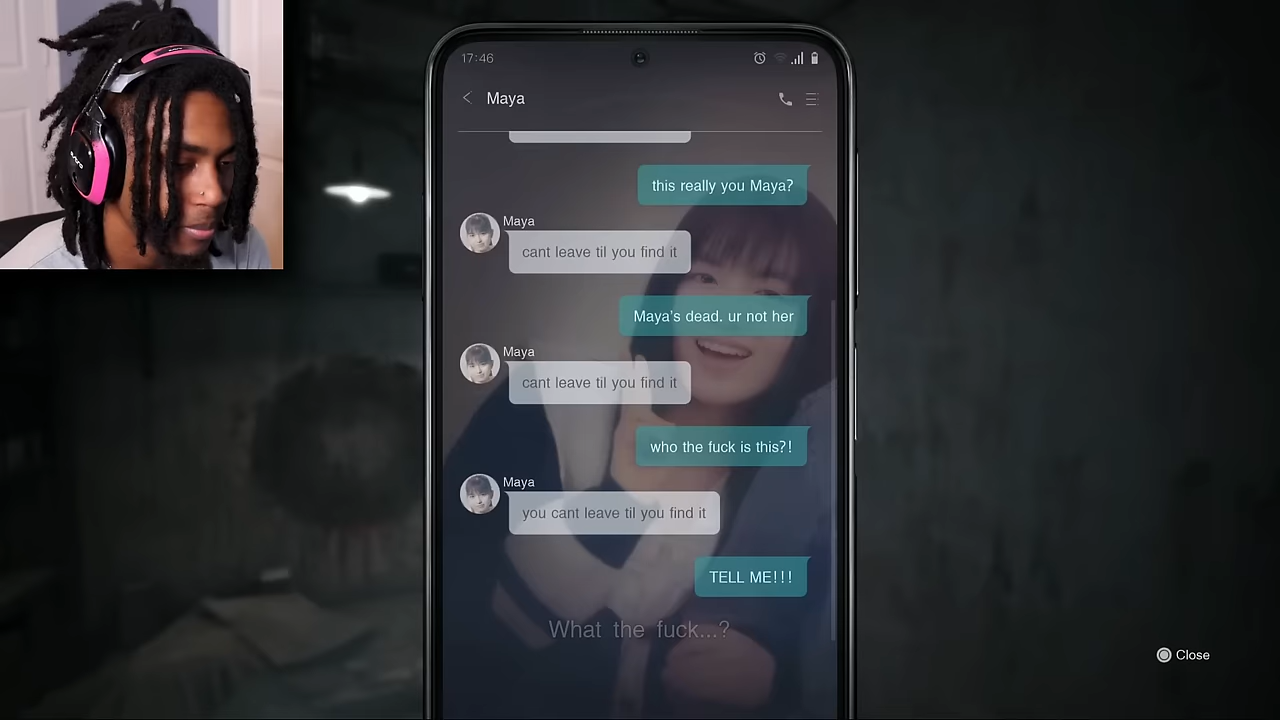 17:46
Maya
this really you Maya?
Maya
cant leave til you find it
Maya's dead. ur not her
Maya
cant leave til you find it
who the fuck is this?!
Maya
you cant leave til you find it
TELL ME!!!
What the fuck...?
Close